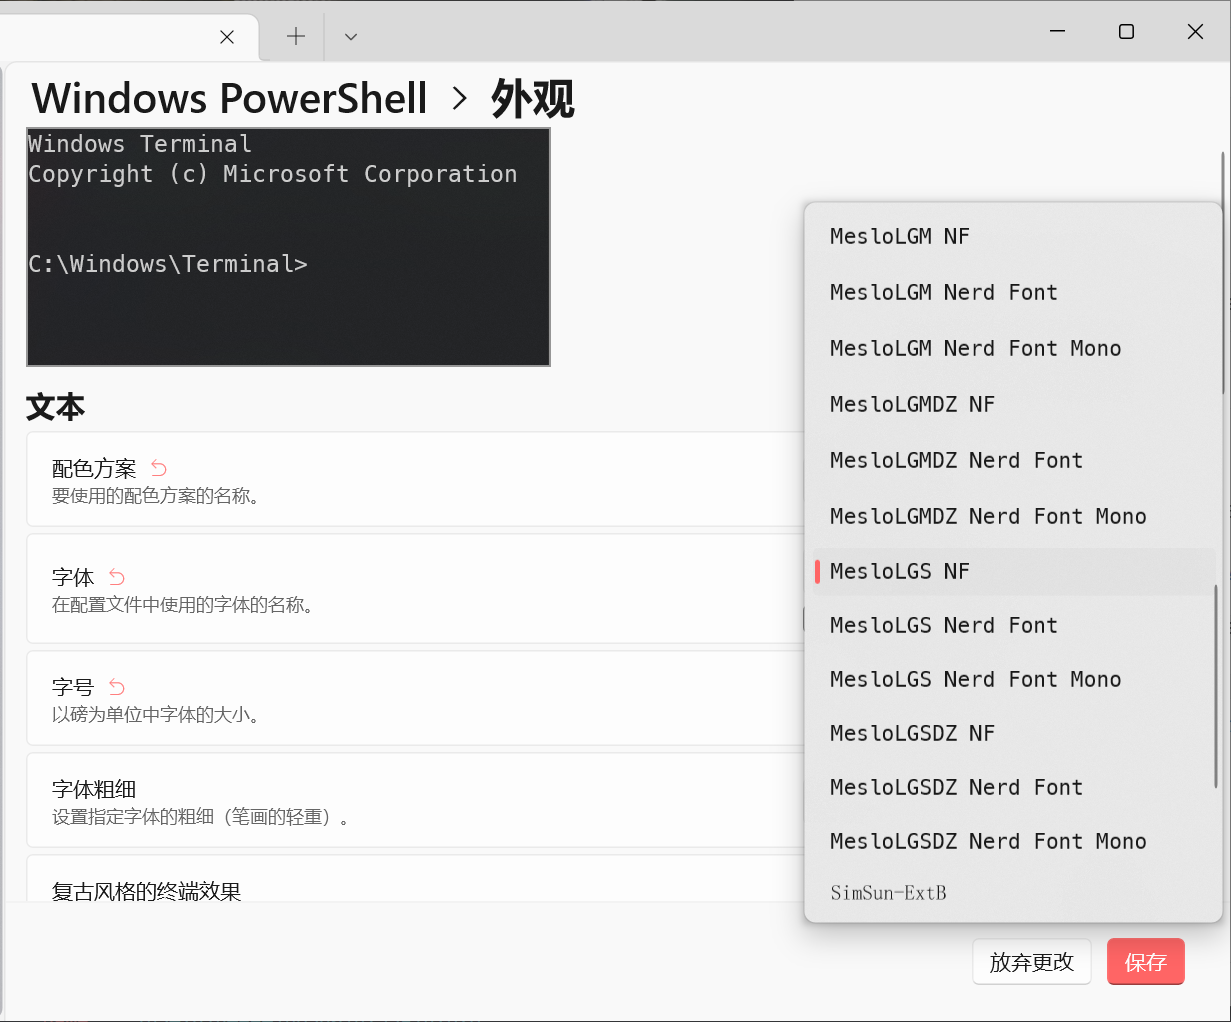 Windows PowerShell > 外观
Windows Terminal
Copyright (c) Microsoft Corporation
C:\Windows\Terminal>
文本
配色方案
要使用的配色方案的名称。
字体
在配置文件中使用的字体的名称。
字号
以磅为单位中字体的大小。
字体粗细
设置指定字体的粗细（笔画的轻重）。
复古风格的终端效果
MesloLGM NF
MesloLGM Nerd Font
MesloLGM Nerd Font Mono
MesloLGMDZ NF
MesloLGMDZ Nerd Font
MesloLGMDZ Nerd Font Mono
MesloLGS NF
MesloLGS Nerd Font
MesloLGS Nerd Font Mono
MesloLGSDZ NF
MesloLGSDZ Nerd Font
MesloLGSDZ Nerd Font Mono
SimSun-ExtB
放弃更改
保存